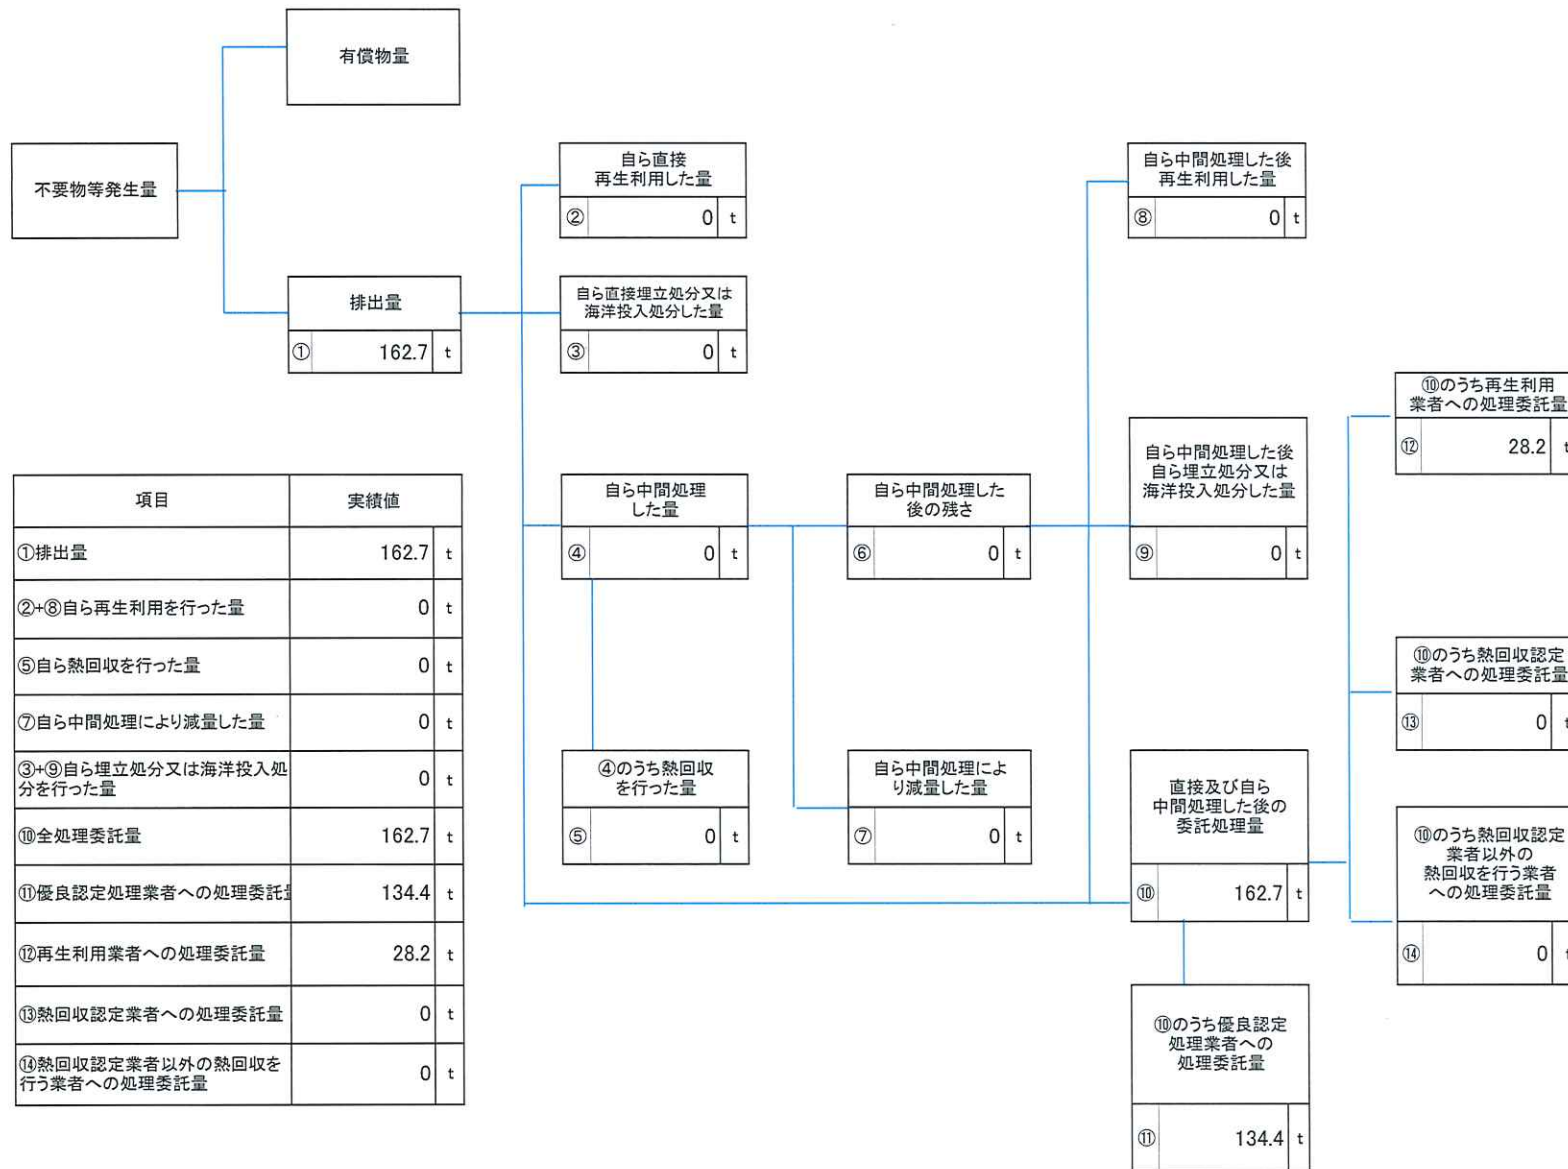 有償物量
不要物等発生量
排出量
① 162.7 t
自ら直接
再生利用した量
② 0 t
自ら直接埋立処分又は
海洋投入処分した量
③ 0 t
自ら中間処理
した量
④ 0 t
④のうち熱回収
を行った量
⑤ 0 t
自ら中間処理した
後の残さ
⑥ 0 t
自ら中間処理によ
り減量した量
⑦ 0 t
自ら中間処理した後
再生利用した量
⑧ 0 t
自ら中間処理した後
自ら埋立処分又は
海洋投入処分した量
⑨ 0 t
直接及び自ら
中間処理した後の
委託処理量
⑩ 162.7 t
⑩のうち優良認定
処理業者への
処理委託量
⑪ 134.4 t
⑩のうち再生利用
業者への処理委託量
⑫ 28.2 t
⑩のうち熱回収認定
業者への処理委託量
⑬ 0 t
⑩のうち熱回収認定
業者以外の
熱回収を行う業者
への処理委託量
⑭ 0 t
項目 実績値
①排出量 162.7 t
②+⑧自ら再生利用を行った量 0 t
⑤自ら熱回収を行った量 0 t
⑦自ら中間処理により減量した量 0 t
③+⑨自ら埋立処分又は海洋投入処
分を行った量 0 t
⑩全処理委託量 162.7 t
⑪優良認定処理業者への処理委託量 134.4 t
⑫再生利用業者への処理委託量 28.2 t
⑬熱回収認定業者への処理委託量 0 t
⑭熱回収認定業者以外の熱回収を
行う業者への処理委託量 0 t